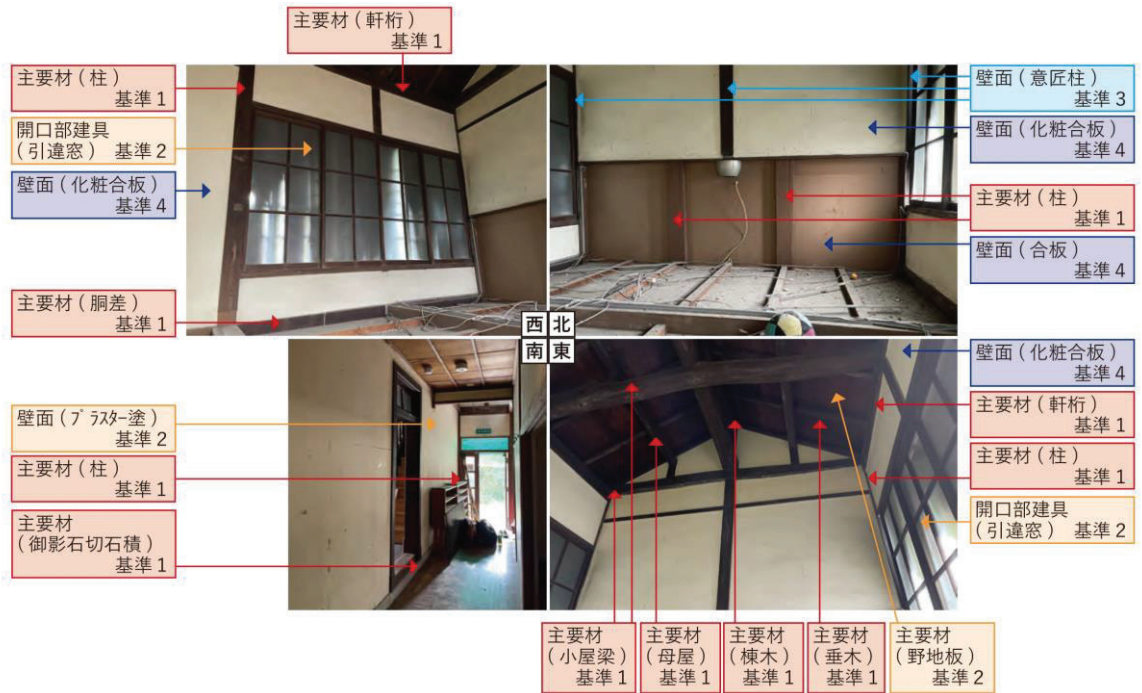 主要材(軒桁)
基準1
主要材(柱)
基準1
開口部建具
(引違窓) 基準2
壁面(化粧合板)
基準4
主要材(胴差)
基準1
壁面(意匠柱)
基準3
壁面(化粧合板)
基準4
主要材(柱)
基準1
壁面(合板)
基準4
西 北
南 東
壁面(プラスター塗)
基準2
主要材(柱)
基準1
主要材
(御影石切石積)
基準1
壁面(化粧合板)
基準4
主要材(軒桁)
基準1
主要材(柱)
基準1
開口部建具
(引違窓) 基準2
主要材
(小屋梁)
基準1
主要材
(母屋)
基準1
主要材
(棟木)
基準1
主要材
(垂木)
基準1
主要材
(野地板)
基準2